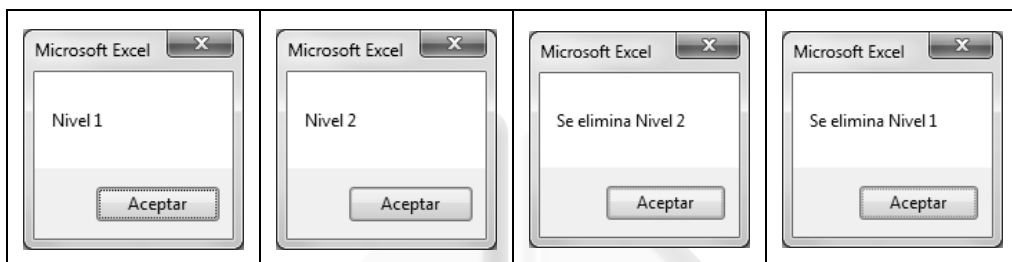 Microsoft Excel
Nivel 1
Aceptar
Microsoft Excel
Nivel 2
Aceptar
Microsoft Excel
Se elimina Nivel 2
Aceptar
Microsoft Excel
Se elimina Nivel 1
Aceptar